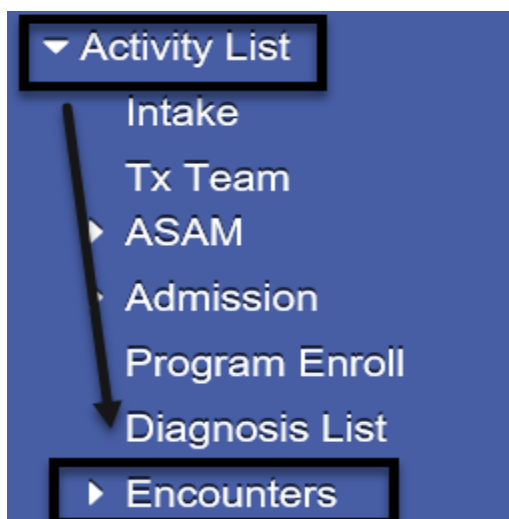 Activity List
Intake
Tx Team
ASAM
Admission
Program Enroll
Diagnosis List
Encounters